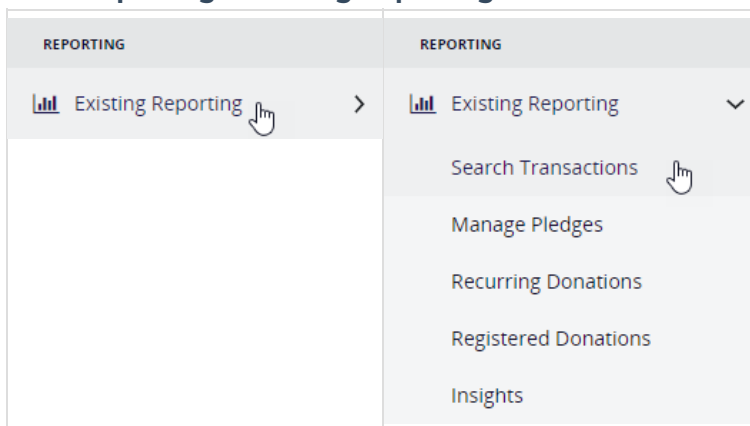 REPORTING
Existing Reporting
REPORTING
Existing Reporting
Search Transactions
Manage Pledges
Recurring Donations
Registered Donations
Insights